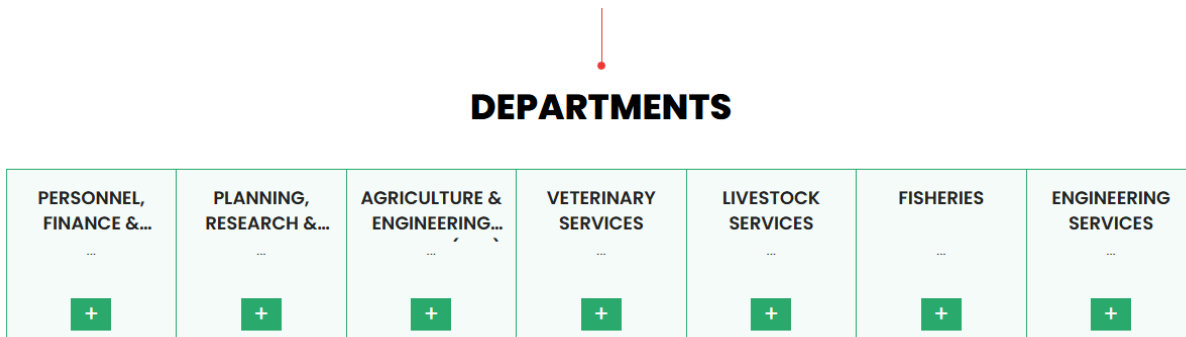 DEPARTMENTS
PERSONNEL,
FINANCE &...
...
+
PLANNING,
RESEARCH &...
...
+
AGRICULTURE &
ENGINEERING...
...
+
VETERINARY
SERVICES
...
+
LIVESTOCK
SERVICES
...
+
FISHERIES
...
+
ENGINEERING
SERVICES
...
+